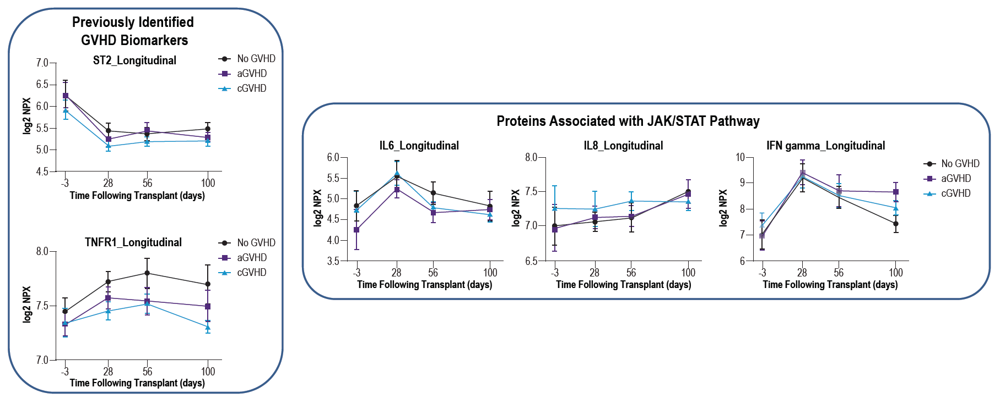 Previously Identified
GVHD Biomarkers
ST2_Longitudinal
No GVHD
aGVHD
cGVHD
7.0
6.5
6.0
5.5
5.0
4.5
log2 NPX
-3 28 56 100
Time Following Transplant (days)
TNFR1_Longitudinal
No GVHD
aGVHD
cGVHD
8.0
7.5
7.0
log2 NPX
-3 28 56 100
Time Following Transplant (days)
Proteins Associated with JAK/STAT Pathway
IL6_Longitudinal
6.0
5.5
5.0
4.5
4.0
3.5
log2 NPX
-3 28 56 100
Time Following Transplant (days)
IL8_Longitudinal
8.0
7.5
7.0
6.5
log2 NPX
-3 28 56 100
Time Following Transplant (days)
IFN gamma_Longitudinal
10
9
8
7
6
log2 NPX
-3 28 56 100
Time Following Transplant (days)
No GVHD
aGVHD
cGVHD